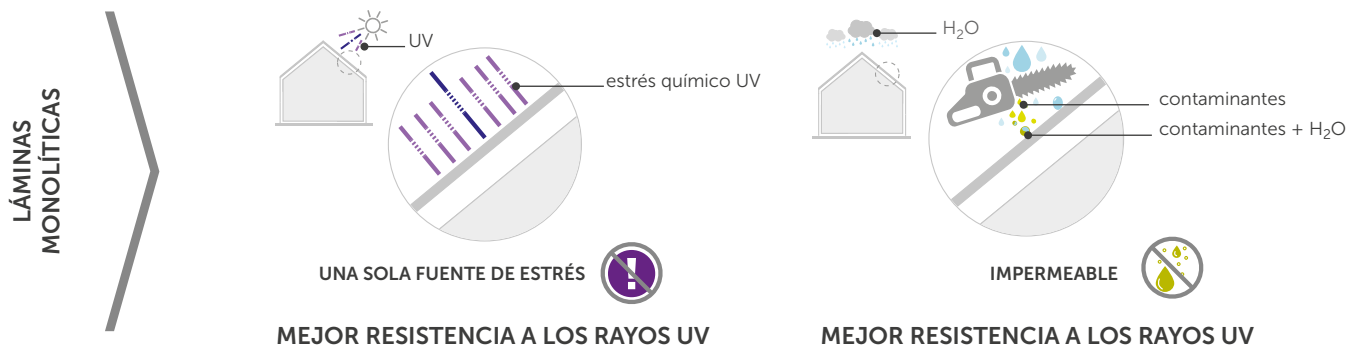 LÁMINAS
MONOLÍTICAS
UV
estrés químico UV
UNA SOLA FUENTE DE ESTRÉS
!
MEJOR RESISTENCIA A LOS RAYOS UV
H₂O
contaminantes
contaminantes + H₂O
IMPERMEABLE
MEJOR RESISTENCIA A LOS RAYOS UV